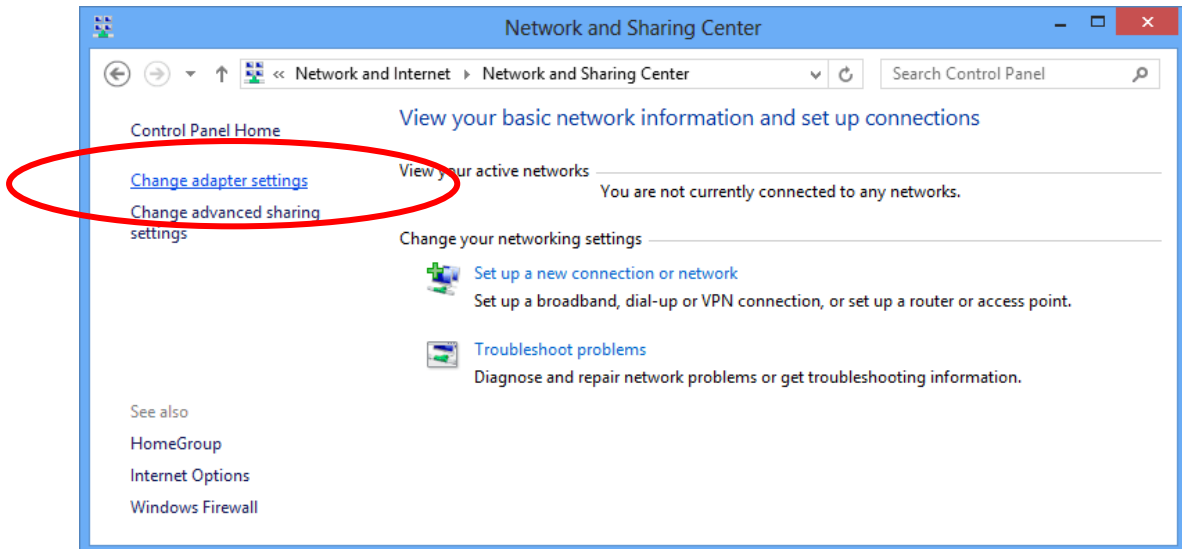 Network and Sharing Center
« Network and Internet ▸ Network and Sharing Center
Search Control Panel
Control Panel Home
Change adapter settings
Change advanced sharing
settings
View your basic network information and set up connections
View your active networks
You are not currently connected to any networks.
Change your networking settings
Set up a new connection or network
Set up a broadband, dial-up or VPN connection, or set up a router or access point.
Troubleshoot problems
Diagnose and repair network problems or get troubleshooting information.
See also
HomeGroup
Internet Options
Windows Firewall